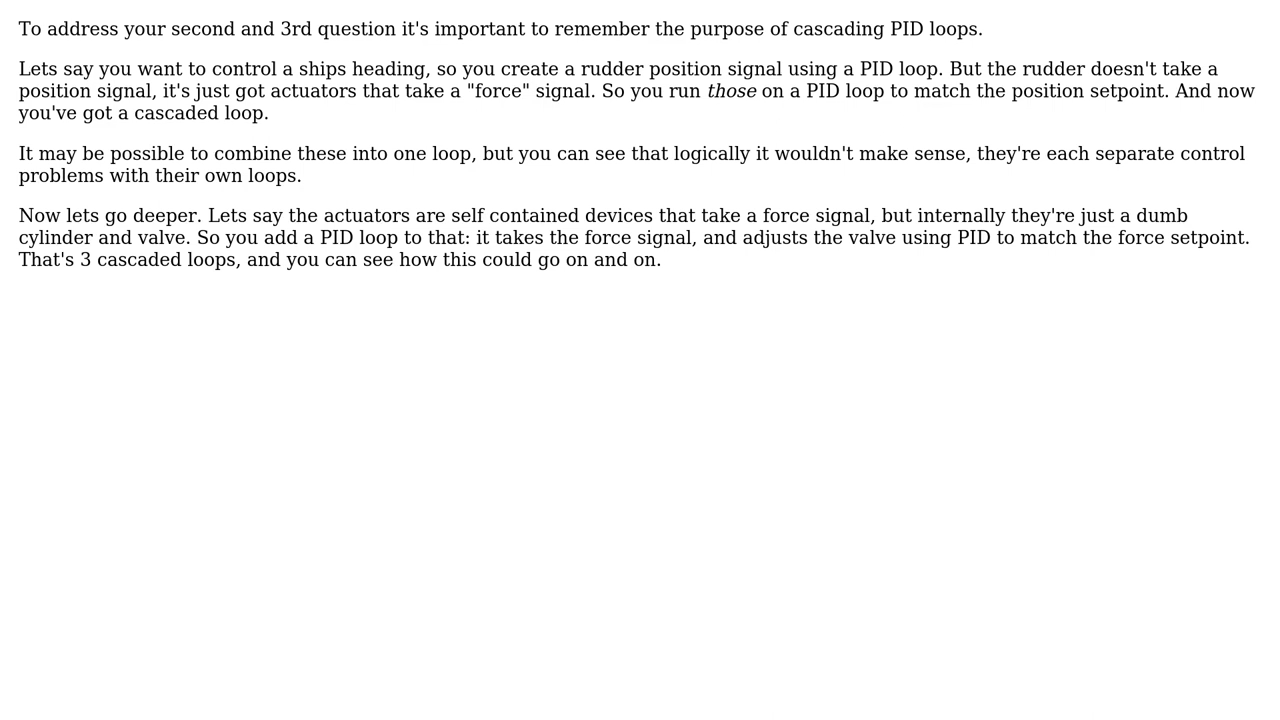 To address your second and 3rd question it's important to remember the purpose of cascading PID loops.
Lets say you want to control a ships heading, so you create a rudder position signal using a PID loop. But the rudder doesn't take a
position signal, it's just got actuators that take a "force" signal. So you run those on a PID loop to match the position setpoint. And now
you've got a cascaded loop.
It may be possible to combine these into one loop, but you can see that logically it wouldn't make sense, they're each separate control
problems with their own loops.
Now lets go deeper. Lets say the actuators are self contained devices that take a force signal, but internally they're just a dumb
cylinder and valve. So you add a PID loop to that: it takes the force signal, and adjusts the valve using PID to match the force setpoint.
That's 3 cascaded loops, and you can see how this could go on and on.